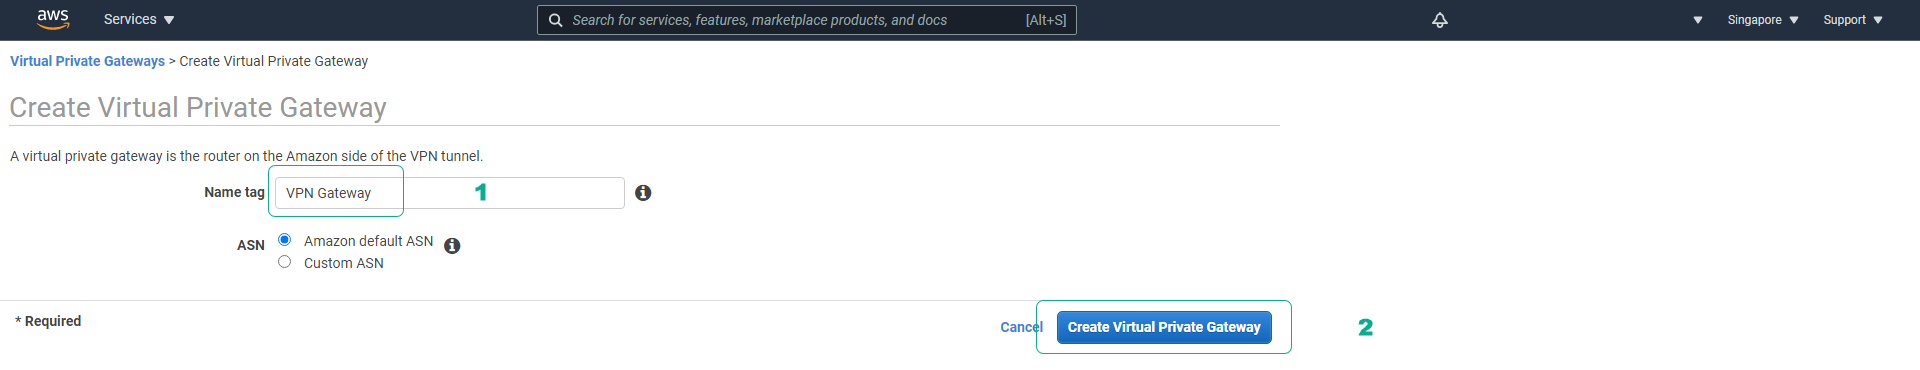 aws Services Search for services, features, marketplace products, and docs [Alt+S] Singapore Support
Virtual Private Gateways > Create Virtual Private Gateway
Create Virtual Private Gateway
A virtual private gateway is the router on the Amazon side of the VPN tunnel.
Name tag VPN Gateway 1
ASN Amazon default ASN
Custom ASN
* Required Cancel Create Virtual Private Gateway 2